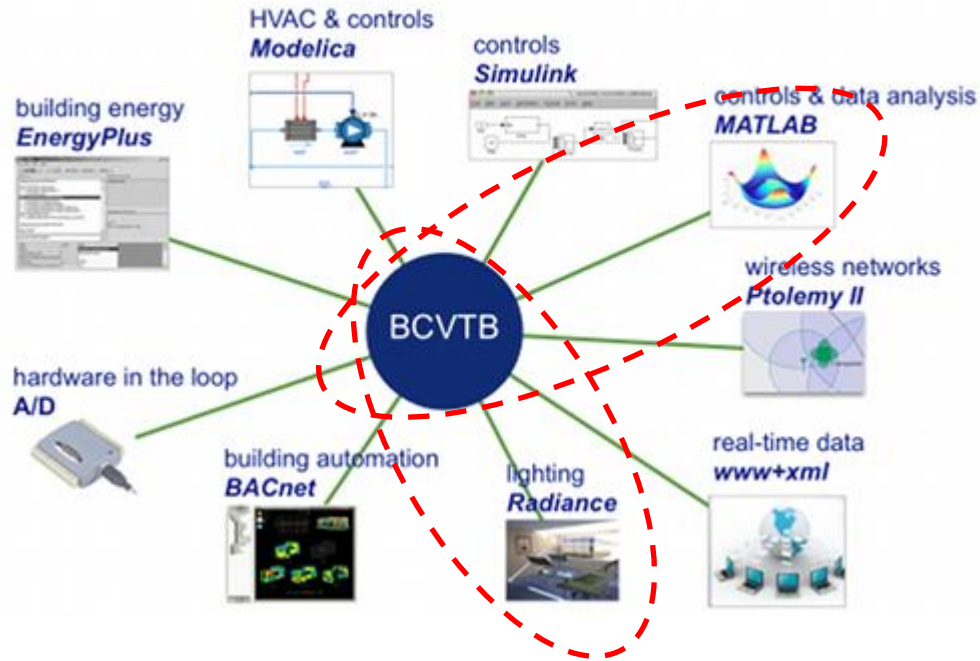 HVAC & controls
Modelica
controls
Simulink
controls & data analysis
MATLAB
building energy
EnergyPlus
wireless networks
Ptolemy II
BCVTB
hardware in the loop
A/D
building automation
BACnet
lighting
Radiance
real-time data
www+xml